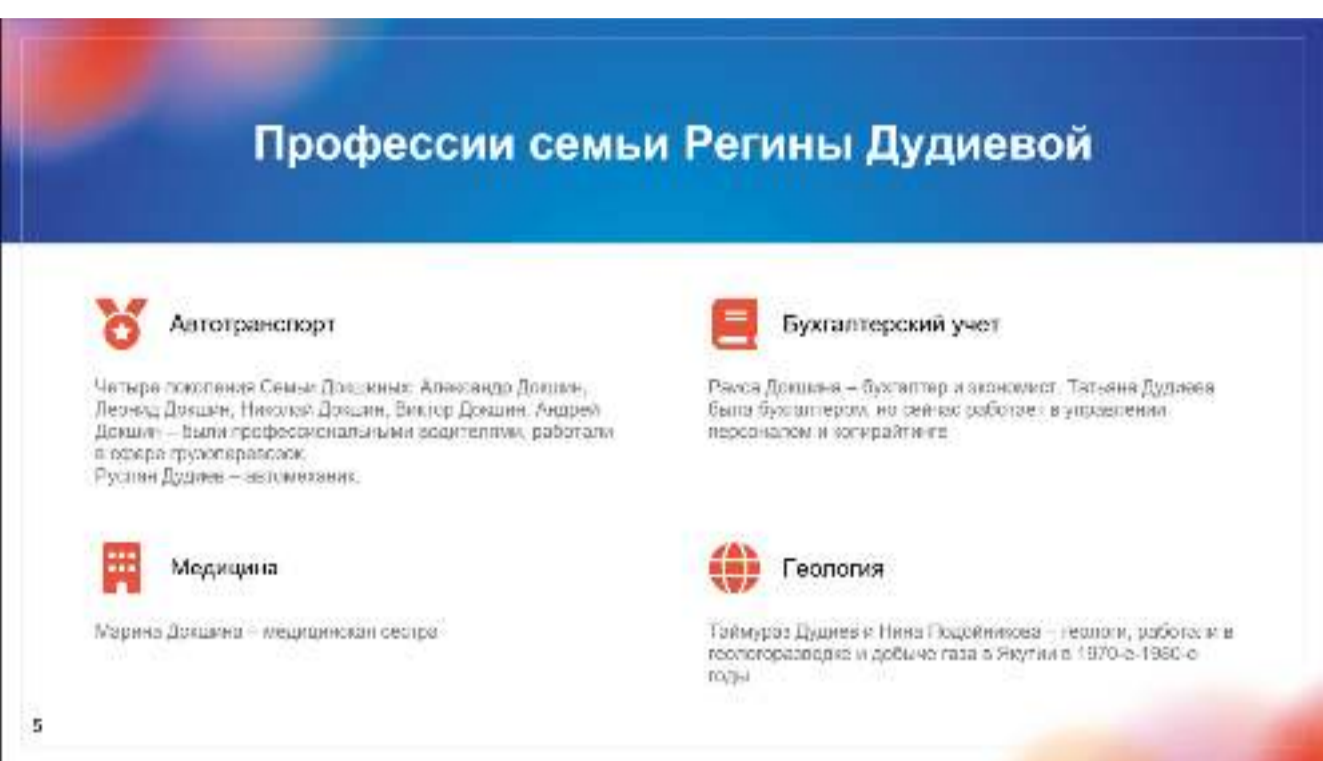 Профессии семьи Регины Дудиевой
Автотранспорт
Четыре поколения Семьи Докшиных: Александр Докшин,
Леонид Докшин, Николай Докшин, Виктор Докшин, Андрей
Докшин – были профессиональными водителями, работали
в сфере грузоперевозок.
Руслан Дудиев – автомеханик.
Бухгалтерский учет
Раиса Докшина – бухгалтер и экономист. Татьяна Дудиева
была бухгалтером, но сейчас работает в управлении
персоналом и копирайтинге
Медицина
Марина Докшина – медицинская сестра
Геология
Таймураз Дудиев и Нина Подойникова – геологи, работали в
геологоразведке и добыче газа в Якутии в 1970-е-1980-е
годы
5